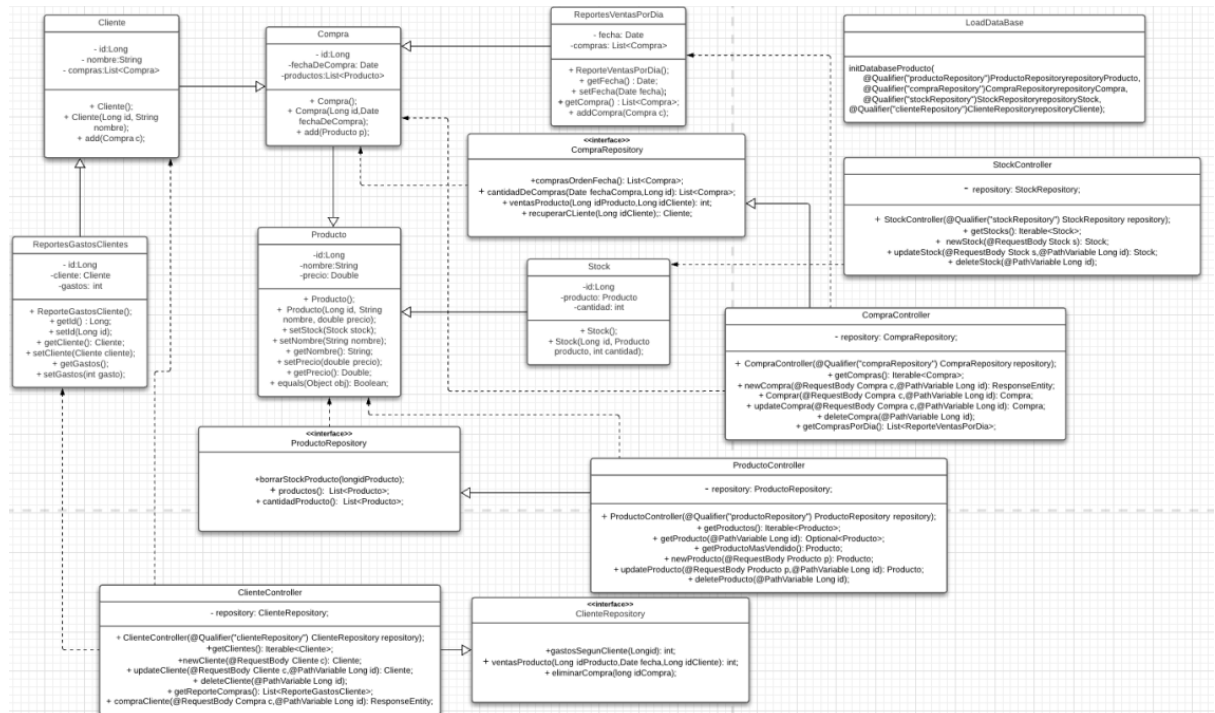 Cliente
- id:Long
- nombre:String
- compras:List<Compra>
+ Cliente();
+ Cliente(Long id, String
nombre);
+ add(Compra c);
Compra
- id:Long
-fechaDeCompra: Date
-productos:List<Producto>
+ Compra();
+ Compra(Long id,Date
fechaDeCompra);
+ add(Producto p);
ReportesVentasPorDia
- fecha: Date
-compras: List<Compra>
+ ReporteVentasPorDia();
+ getFecha() : Date;
+ setFecha(Date fecha);
+ getCompra() : List<Compra>;
+ addCompra(Compra c);
LoadDataBase
initDatabaseProducto(
@Qualifier("productoRepository")ProductoRepositoryrepositoryProducto,
@Qualifier("compraRepository")CompraRepositoryrepositoryCompra,
@Qualifier("stockRepository")StockRepositoryrepositoryStock,
@Qualifier("clienteRepository")ClienteRepositoryrepositoryCliente);
<<interface>>
CompraRepository
+comprasOrdenFecha(): List<Compra>;
+ cantidadDeCompras(Date fechaCompra,Long id): List<Compra>;
+ ventasProducto(Long idProducto,Long idCliente): int;
+ recuperarCLiente(Long idCliente);: Cliente;
StockController
- repository: StockRepository;
+ StockController(@Qualifier("stockRepository") StockRepository repository);
+ getStocks(): Iterable<Stock>;
+ newStock(@RequestBody Stock s): Stock;
+ updateStock(@RequestBody Stock s,@PathVariable Long id): Stock;
+ deleteStock(@PathVariable Long id);
ReportesGastosClientes
- id:Long
-cliente: Cliente
-gastos: int
+ ReporteGastosCliente();
+ getId() : Long;
+ setId(Long id);
+ getCliente(): Cliente;
+ setCliente(Cliente cliente);
+ getGastos();
+ setGastos(int gasto);
Producto
-id:Long
-nombre:String
-precio: Double
+ Producto();
+ Producto(Long id, String
nombre, double precio);
+ setStock(Stock stock);
+ setNombre(String nombre);
+ getNombre(): String;
+ setPrecio(double precio);
+ getPrecio(): Double;
+ equals(Object obj): Boolean;
Stock
-id:Long
-producto: Producto
-cantidad: int
+ Stock();
+ Stock(Long id, Producto
producto, int cantidad);
CompraController
- repository: CompraRepository;
+ CompraController(@Qualifier("compraRepository") CompraRepository repository);
+ getCompras(): Iterable<Compra>;
+ newCompra(@RequestBody Compra c,@PathVariable Long id): ResponseEntity;
+ Comprar(@RequestBody Compra c,@PathVariable Long id): Compra;
+ updateCompra(@RequestBody Compra c,@PathVariable Long id): Compra;
+ deleteCompra(@PathVariable Long id);
+ getComprasPorDia(): List<ReporteVentasPorDia>;
<<interface>>
ProductoRepository
+borrarStockProducto(longidProducto);
+ productos(): List<Producto>;
+ cantidadProducto(): List<Producto>;
ProductoController
- repository: ProductoRepository;
+ ProductoController(@Qualifier("productoRepository") ProductoRepository repository);
+ getProductos(): Iterable<Producto>;
+ getProducto(@PathVariable Long id): Optional<Producto>;
+ getProductoMasVendido(): Producto;
+ newProducto(@RequestBody Producto p): Producto;
+ updateProducto(@RequestBody Producto p,@PathVariable Long id): Producto;
+ deleteProducto(@PathVariable Long id);
ClienteController
- repository: ClienteRepository;
+ ClienteController(@Qualifier("clienteRepository") ClienteRepository repository);
+getClientes(): Iterable<Cliente>;
+newCliente(@RequestBody Cliente c): Cliente;
+ updateCliente(@RequestBody Cliente c,@PathVariable Long id): Cliente;
+ deleteCliente(@PathVariable Long id);
+ getReporteCompras(): List<ReporteGastosCliente>;
+ compraCliente(@RequestBody Compra c,@PathVariable Long id): ResponseEntity;
<<interface>>
ClienteRepository
+gastosSegunCliente(Longid): int;
+ ventasProducto(Long idProducto,Date fecha,Long idCliente): int;
+ eliminarCompra(long idCompra);